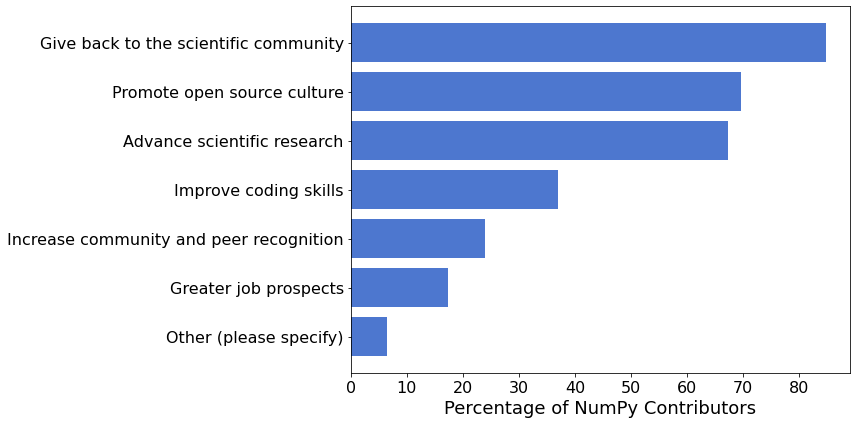 Give back to the scientific community
Promote open source culture
Advance scientific research
Improve coding skills
Increase community and peer recognition
Greater job prospects
Other (please specify)
0 10 20 30 40 50 60 70 80
Percentage of NumPy Contributors